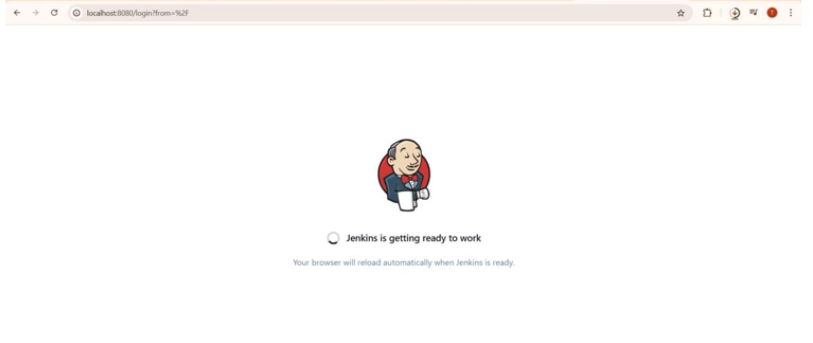 localhost:8080/login?from=%2F
Jenkins is getting ready to work
Your browser will reload automatically when Jenkins is ready.